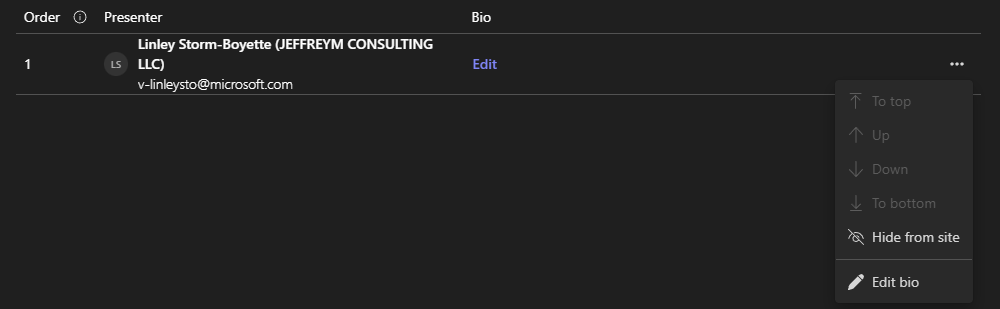 Order Presenter Bio
Linley Storm-Boyette (JEFFREYM CONSULTING
1 LS LLC) Edit
v-linleysto@microsoft.com
To top
Up
Down
To bottom
Hide from site
Edit bio